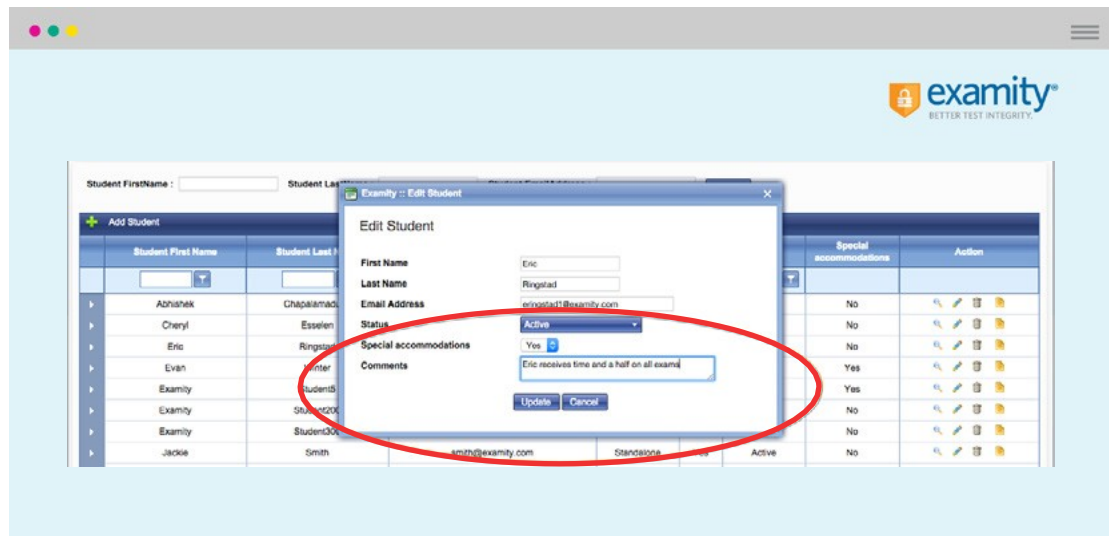 examity®
BETTER TEST INTEGRITY.
Student FirstName :
Examity :: Edit Student
Add Student
Edit Student
Student First Name
Special accommodations
Action
First Name Eric
Last Name Ringstad
Email Address eringstad1@examity.com
Status Active
Special accommodations Yes
Comments Eric receives time and a half on all exams
Update Cancel
Abhishek No
Cheryl Esselen No
Eric No
Evan Yes
Examity Yes
Examity No
Examity No
Jackie Smith smith@examity.com Standalone Active No